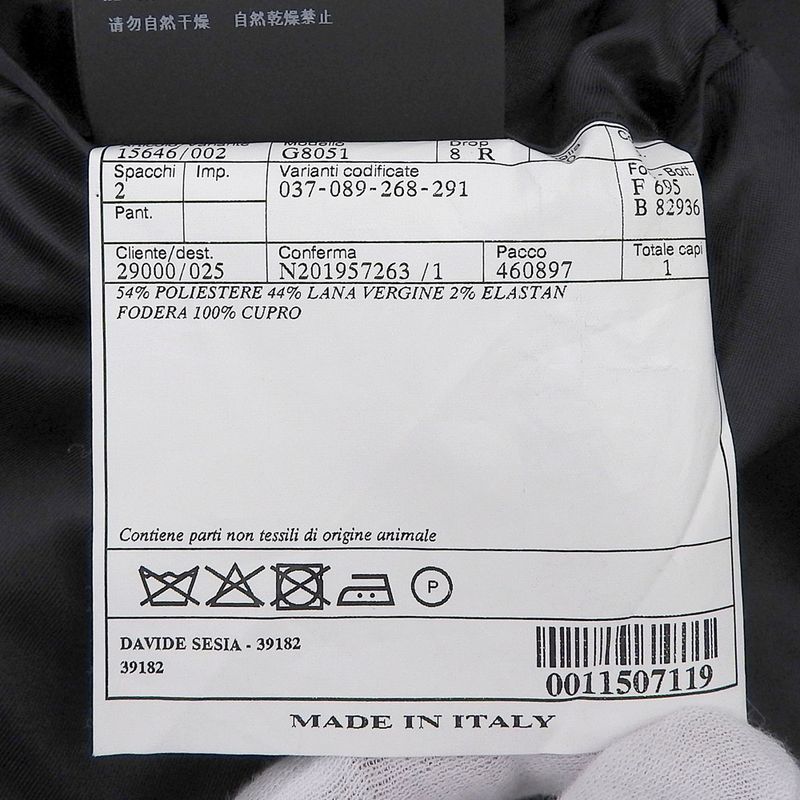 请勿自然干燥 自然乾燥禁止
Modello Drop
15646/002 G8051 8 R
Spacchi Imp. Varianti codificate Bott.
2 037-089-268-291 F 695
Pant. B 82936
Cliente/dest. Conferma Pacco Totale capi
29000/025 N201957263 /1 460897 1
54% POLIESTERE 44% LANA VERGINE 2% ELASTAN
FODERA 100% CUPRO
Contiene parti non tessili di origine animale
P
DAVIDE SESIA - 39182
39182
0011507119
MADE IN ITALY